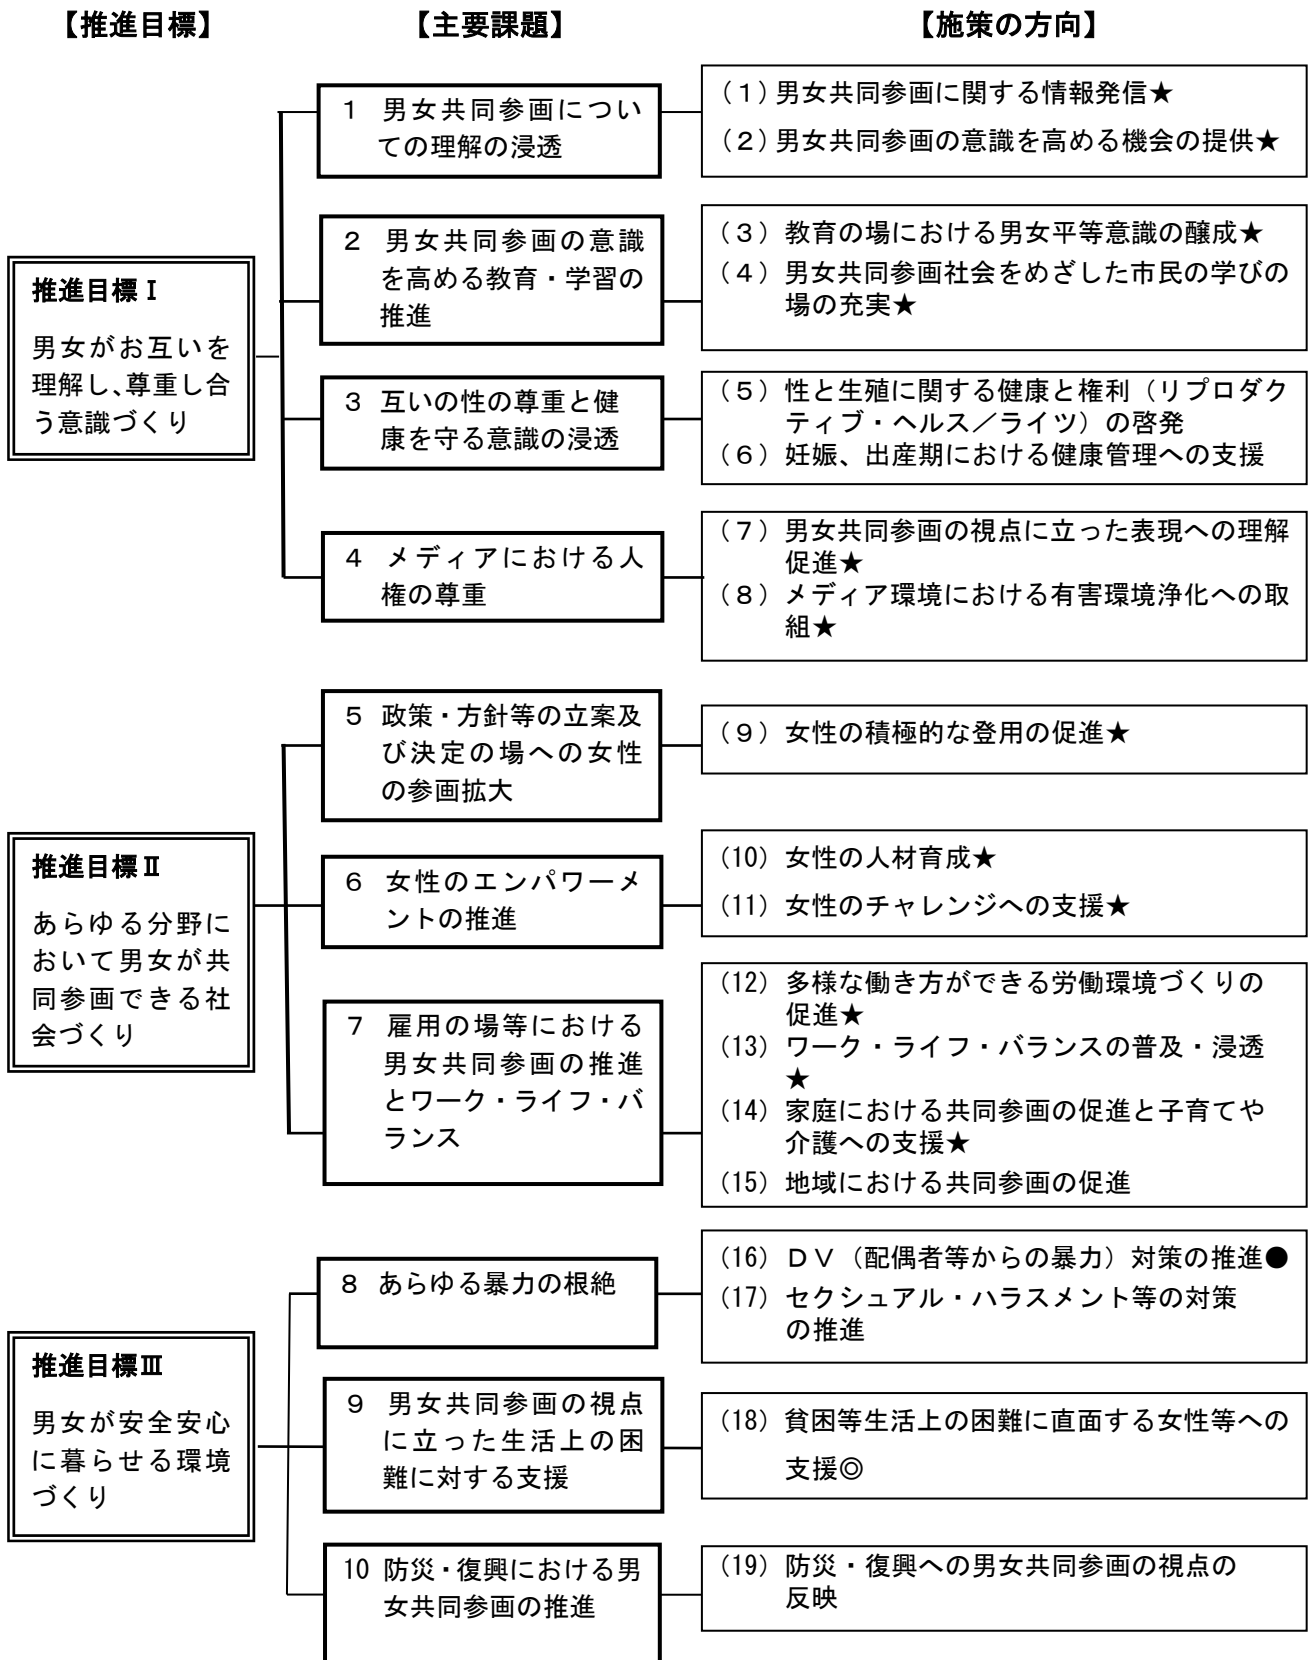 【推進目標】
【主要課題】
【施策の方向】
推進目標Ⅰ
男女がお互いを
理解し、尊重し合
う意識づくり
1 男女共同参画につい
ての理解の浸透
(1)男女共同参画に関する情報発信★
(2)男女共同参画の意識を高める機会の提供★
2 男女共同参画の意識
を高める教育・学習の
推進
(3)教育の場における男女平等意識の醸成★
(4)男女共同参画社会をめざした市民の学びの
場の充実★
3 互いの性の尊重と健
康を守る意識の浸透
(5)性と生殖に関する健康と権利(リプロダク
ティブ・ヘルス/ライツ)の啓発
(6)妊娠、出産期における健康管理への支援
4 メディアにおける人
権の尊重
(7)男女共同参画の視点に立った表現への理解
促進★
(8)メディア環境における有害環境浄化への取
組★
推進目標Ⅱ
あらゆる分野に
おいて男女が共
同参画できる社
会づくり
5 政策・方針等の立案及
び決定の場への女性
の参画拡大
(9)女性の積極的な登用の促進★
6 女性のエンパワーメ
ントの推進
(10)女性の人材育成★
(11)女性のチャレンジへの支援★
7 雇用の場等における
男女共同参画の推進
とワーク・ライフ・バ
ランス
(12)多様な働き方ができる労働環境づくりの
促進★
(13)ワーク・ライフ・バランスの普及・浸透
★
(14)家庭における共同参画の促進と子育てや
介護への支援★
(15)地域における共同参画の促進
推進目標Ⅲ
男女が安全安心
に暮らせる環境
づくり
8 あらゆる暴力の根絶
(16)DV(配偶者等からの暴力)対策の推進●
(17)セクシュアル・ハラスメント等の対策
の推進
9 男女共同参画の視点
に立った生活上の困
難に対する支援
(18)貧困等生活上の困難に直面する女性等への
支援◎
10 防災・復興における男
女共同参画の推進
(19)防災・復興への男女共同参画の視点の
反映